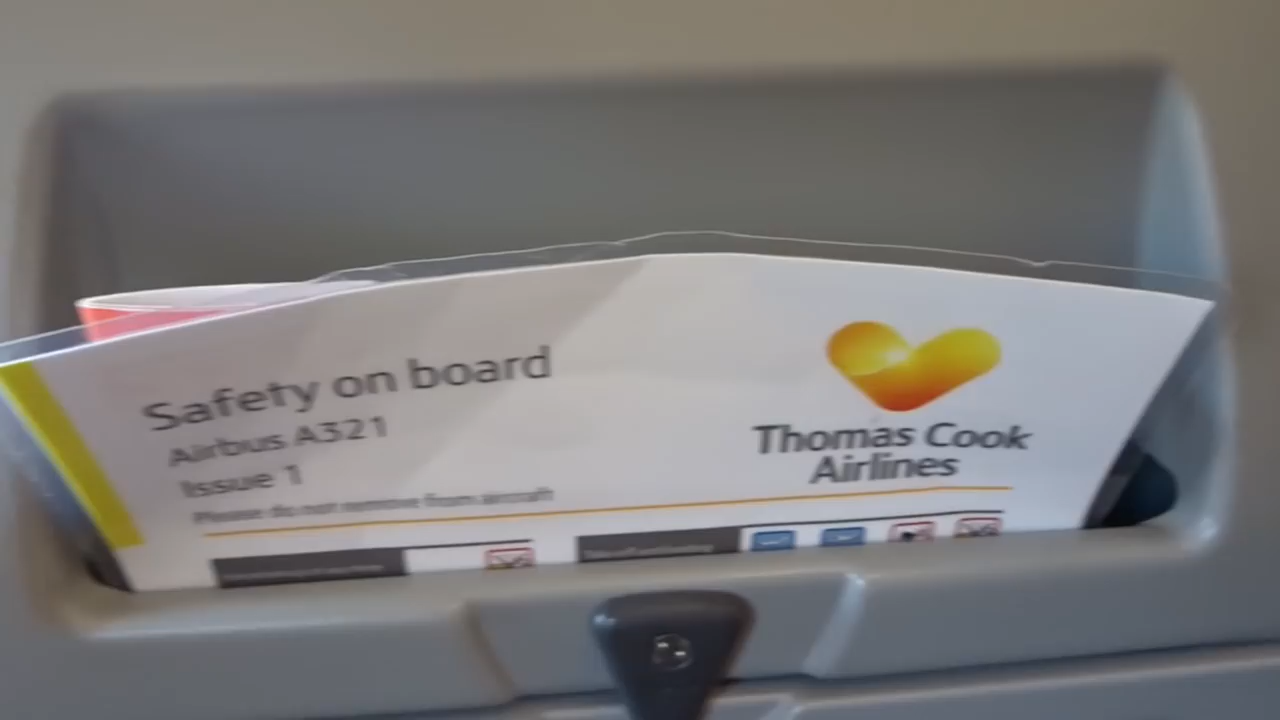 Safety on board
Airbus A321
Issue 1
Please do not remove from aircraft
Thomas Cook
Airlines